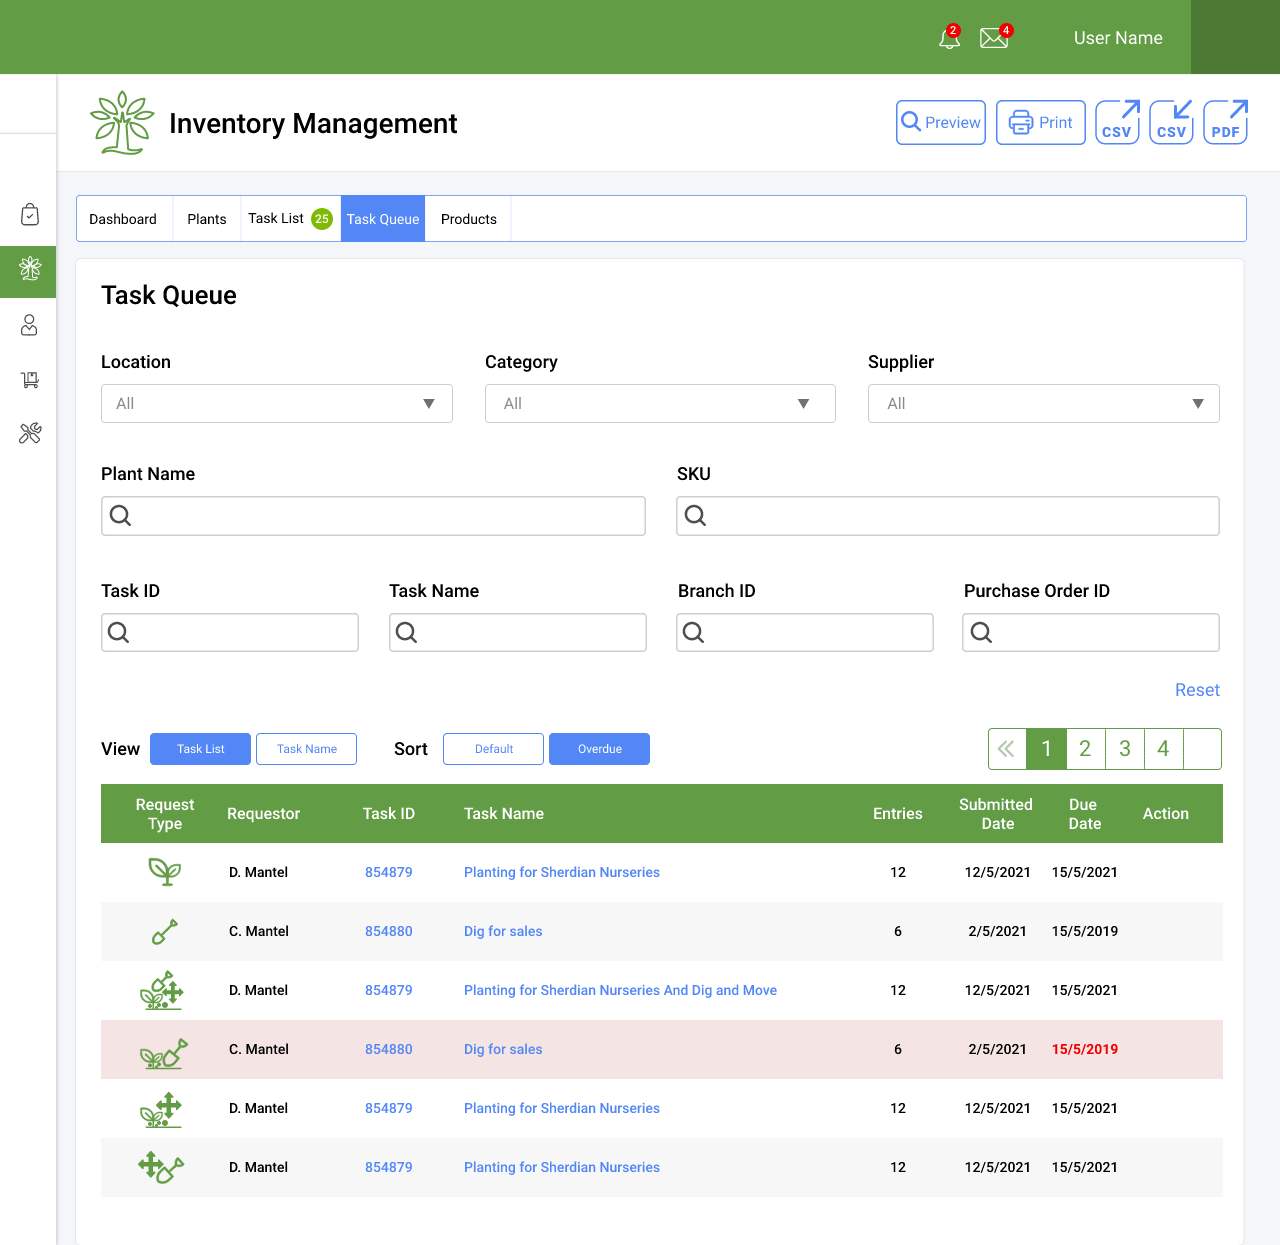 2
4
User Name
Inventory Management
Preview
Print
CSV
CSV
PDF
Dashboard
Plants
Task List 25
Task Queue
Products
Task Queue
Location
Category
Supplier
All
All
All
Plant Name
SKU
Task ID
Task Name
Branch ID
Purchase Order ID
Reset
View
Task List
Task Name
Sort
Default
Overdue
1
2
3
4
Request Type
Requestor
Task ID
Task Name
Entries
Submitted Date
Due Date
Action
D. Mantel 854879 Planting for Sherdian Nurseries 12 12/5/2021 15/5/2021
C. Mantel 854880 Dig for sales 6 2/5/2021 15/5/2019
D. Mantel 854879 Planting for Sherdian Nurseries And Dig and Move 12 12/5/2021 15/5/2021
C. Mantel 854880 Dig for sales 6 2/5/2021 15/5/2019
D. Mantel 854879 Planting for Sherdian Nurseries 12 12/5/2021 15/5/2021
D. Mantel 854879 Planting for Sherdian Nurseries 12 12/5/2021 15/5/2021